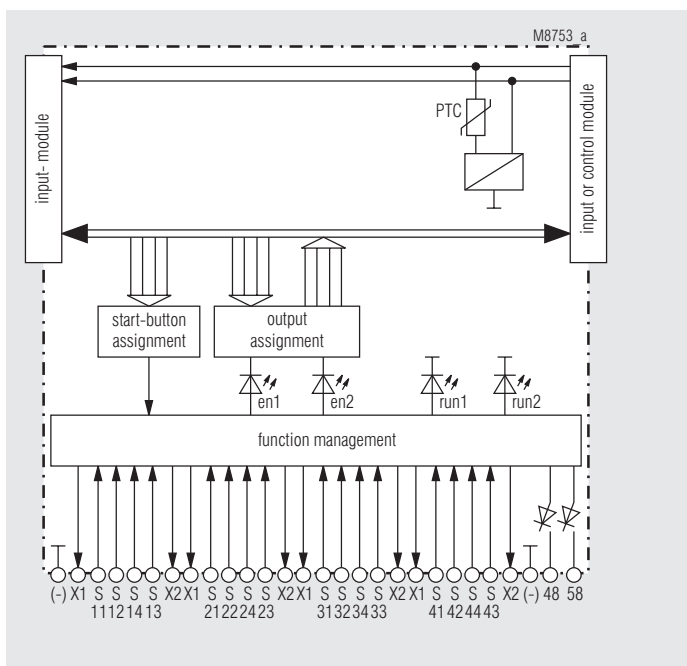 M8753_a
PTC
input- module
input or control module
start-button
assignment
output
assignment
en1
en2
run1
run2
function management
(-) X1 S S S S X2 X1 S S S S X2 X1 S S S S X2 X1 S S S S X2 (-) 48 58
11 12 14 13 21 22 24 23 31 32 34 33 41 42 44 43